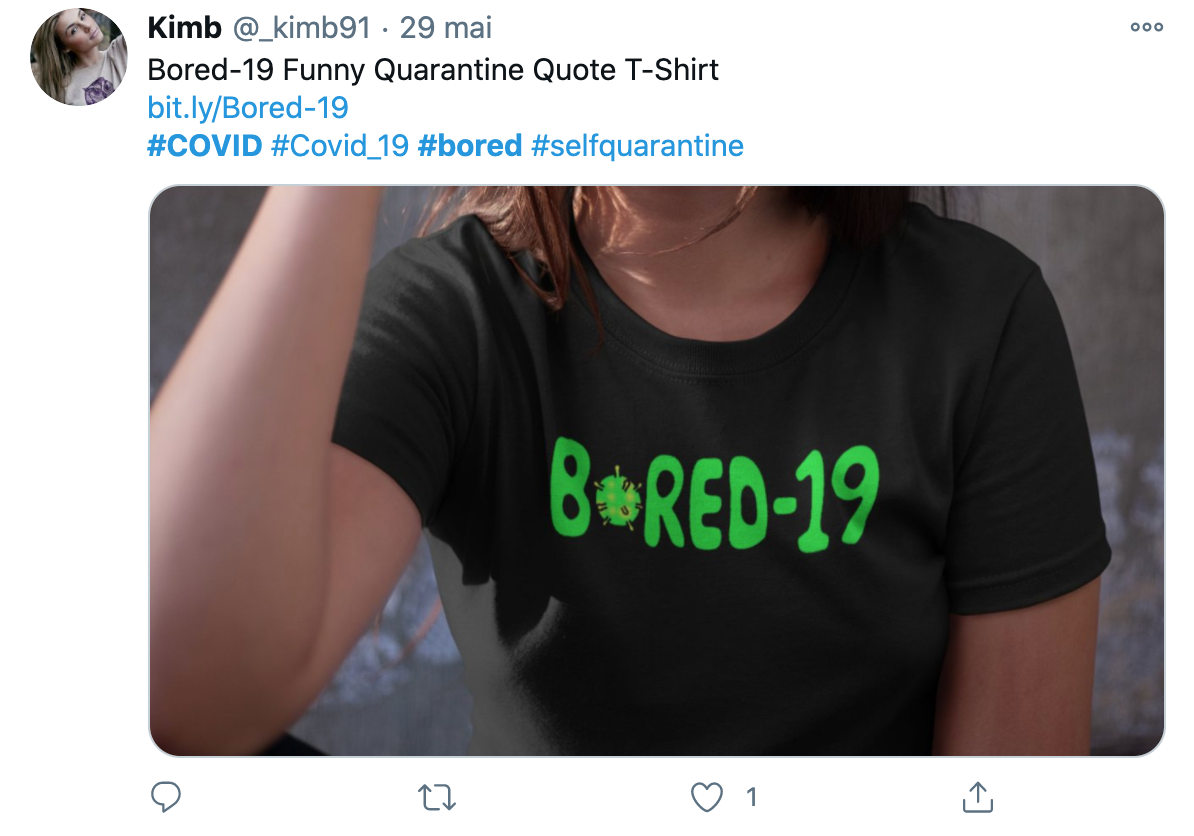 Kimb @_kimb91 · 29 mai
Bored-19 Funny Quarantine Quote T-Shirt
bit.ly/Bored-19
#COVID #Covid_19 #bored #selfquarantine
BORED-19
1